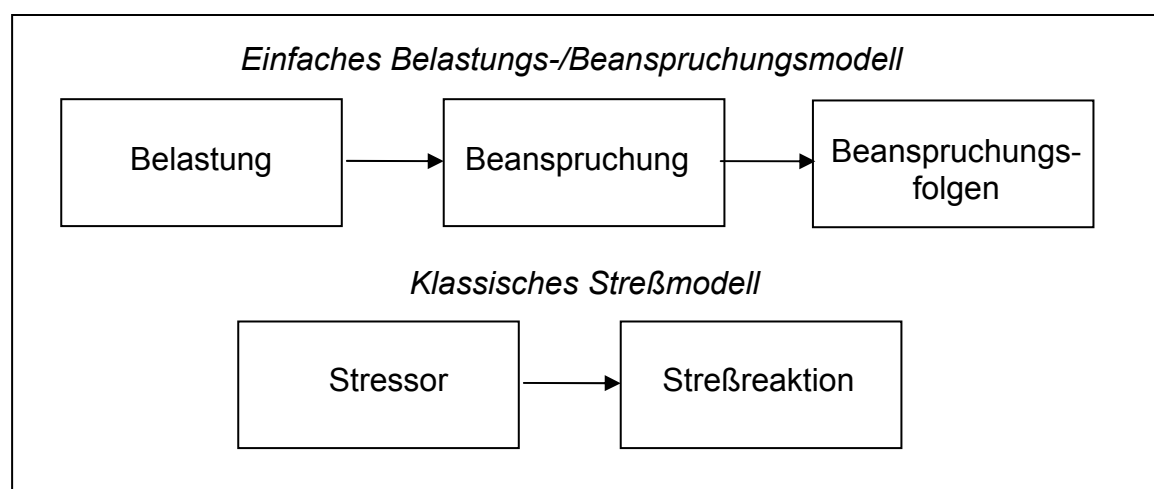 Einfaches Belastungs-/Beanspruchungsmodell
Belastung
Beanspruchung
Beanspruchungs-
folgen
Klassisches Streßmodell
Stressor
Streßreaktion